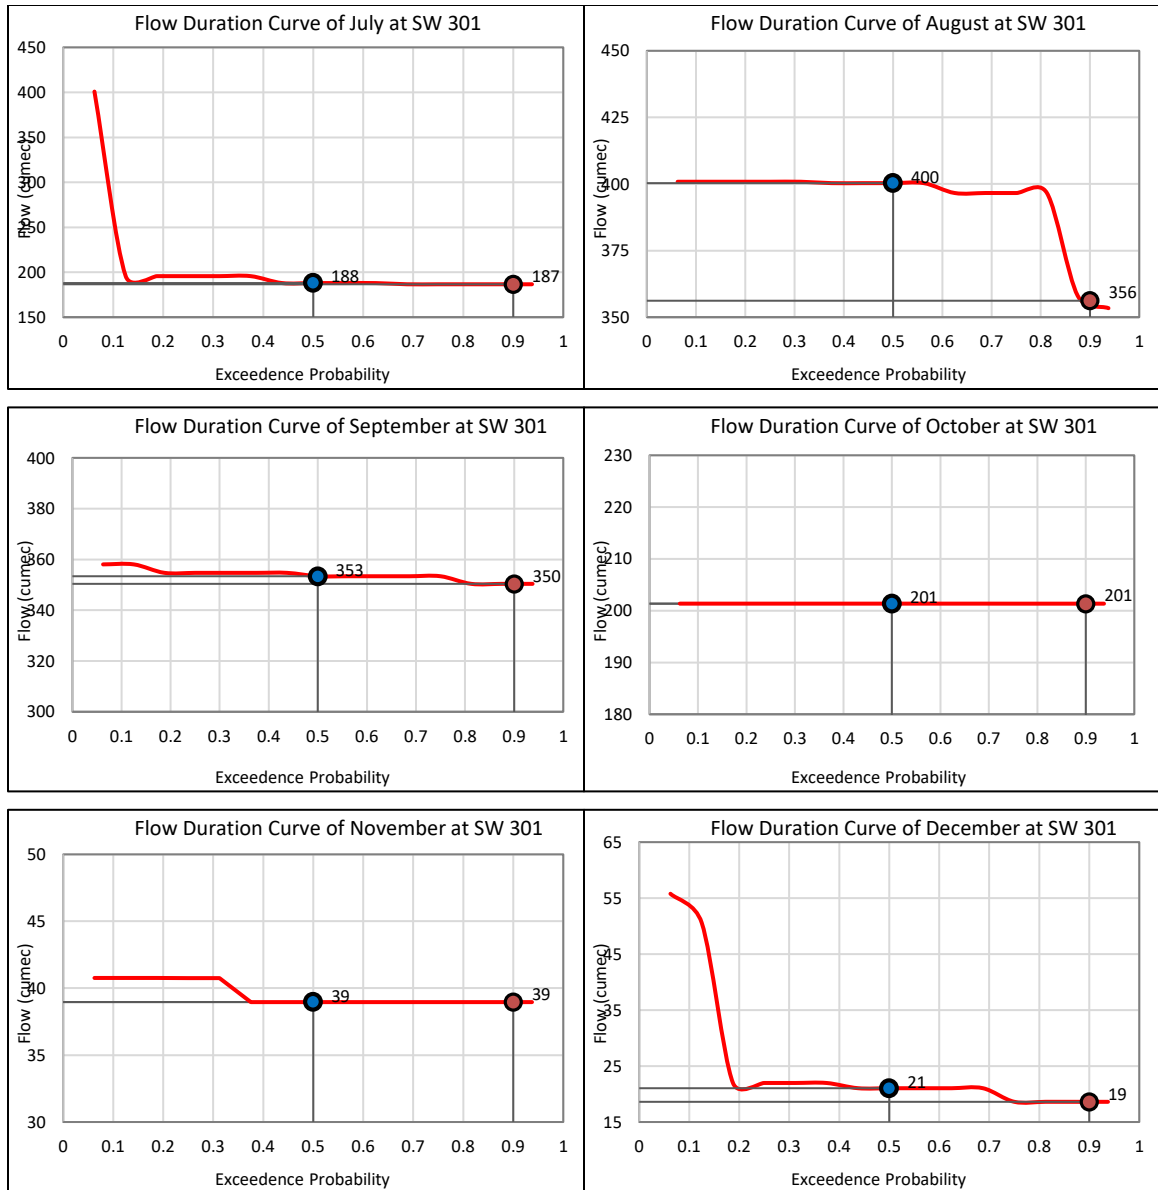 Flow Duration Curve of July at SW 301
450
400
350
300
250
200
150
Flow (cumec)
188
187
0 0.1 0.2 0.3 0.4 0.5 0.6 0.7 0.8 0.9 1
Exceedence Probability
Flow Duration Curve of August at SW 301
450
425
400
375
350
Flow (cumec)
400
356
0 0.1 0.2 0.3 0.4 0.5 0.6 0.7 0.8 0.9 1
Exceedence Probability
Flow Duration Curve of September at SW 301
400
380
360
340
320
300
Flow (cumec)
353
350
0 0.1 0.2 0.3 0.4 0.5 0.6 0.7 0.8 0.9 1
Exceedence Probability
Flow Duration Curve of October at SW 301
230
220
210
200
190
180
Flow (cumec)
201
201
0 0.1 0.2 0.3 0.4 0.5 0.6 0.7 0.8 0.9 1
Exceedence Probability
Flow Duration Curve of November at SW 301
50
45
40
35
30
Flow (cumec)
39
39
0 0.1 0.2 0.3 0.4 0.5 0.6 0.7 0.8 0.9 1
Exceedence Probability
Flow Duration Curve of December at SW 301
65
55
45
35
25
15
Flow (cumec)
21
19
0 0.1 0.2 0.3 0.4 0.5 0.6 0.7 0.8 0.9 1
Exceedence Probability